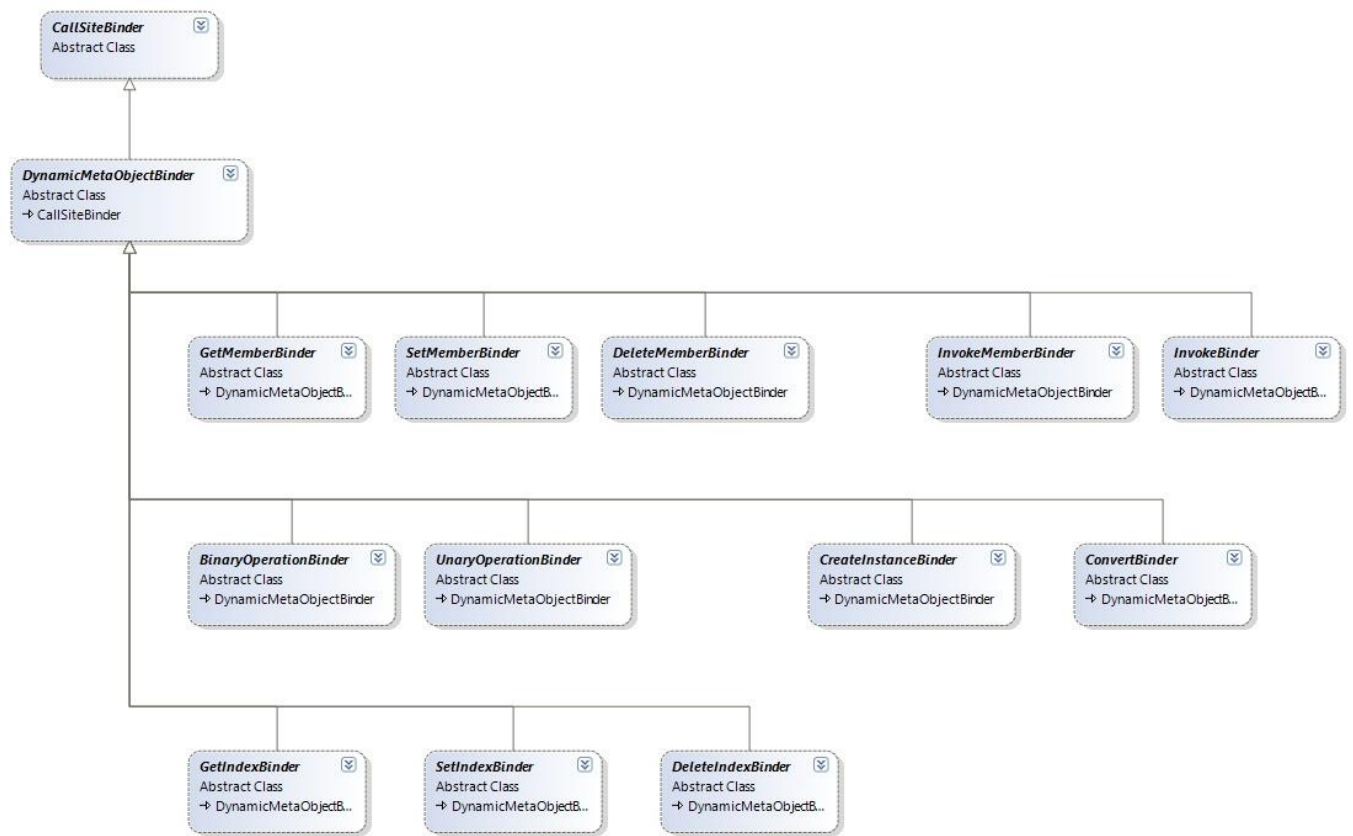 CallSiteBinder
Abstract Class
DynamicMetaObjectBinder
Abstract Class
CallSiteBinder
GetMemberBinder
Abstract Class
DynamicMetaObjectB...
SetMemberBinder
Abstract Class
DynamicMetaObjectB...
DeleteMemberBinder
Abstract Class
DynamicMetaObjectBinder
InvokeMemberBinder
Abstract Class
DynamicMetaObjectBinder
InvokeBinder
Abstract Class
DynamicMetaObjectB...
BinaryOperationBinder
Abstract Class
DynamicMetaObjectBinder
UnaryOperationBinder
Abstract Class
DynamicMetaObjectBinder
CreateInstanceBinder
Abstract Class
DynamicMetaObjectBinder
ConvertBinder
Abstract Class
DynamicMetaObjectB...
GetIndexBinder
Abstract Class
DynamicMetaObjectB...
SetIndexBinder
Abstract Class
DynamicMetaObjectB...
DeleteIndexBinder
Abstract Class
DynamicMetaObjectB...